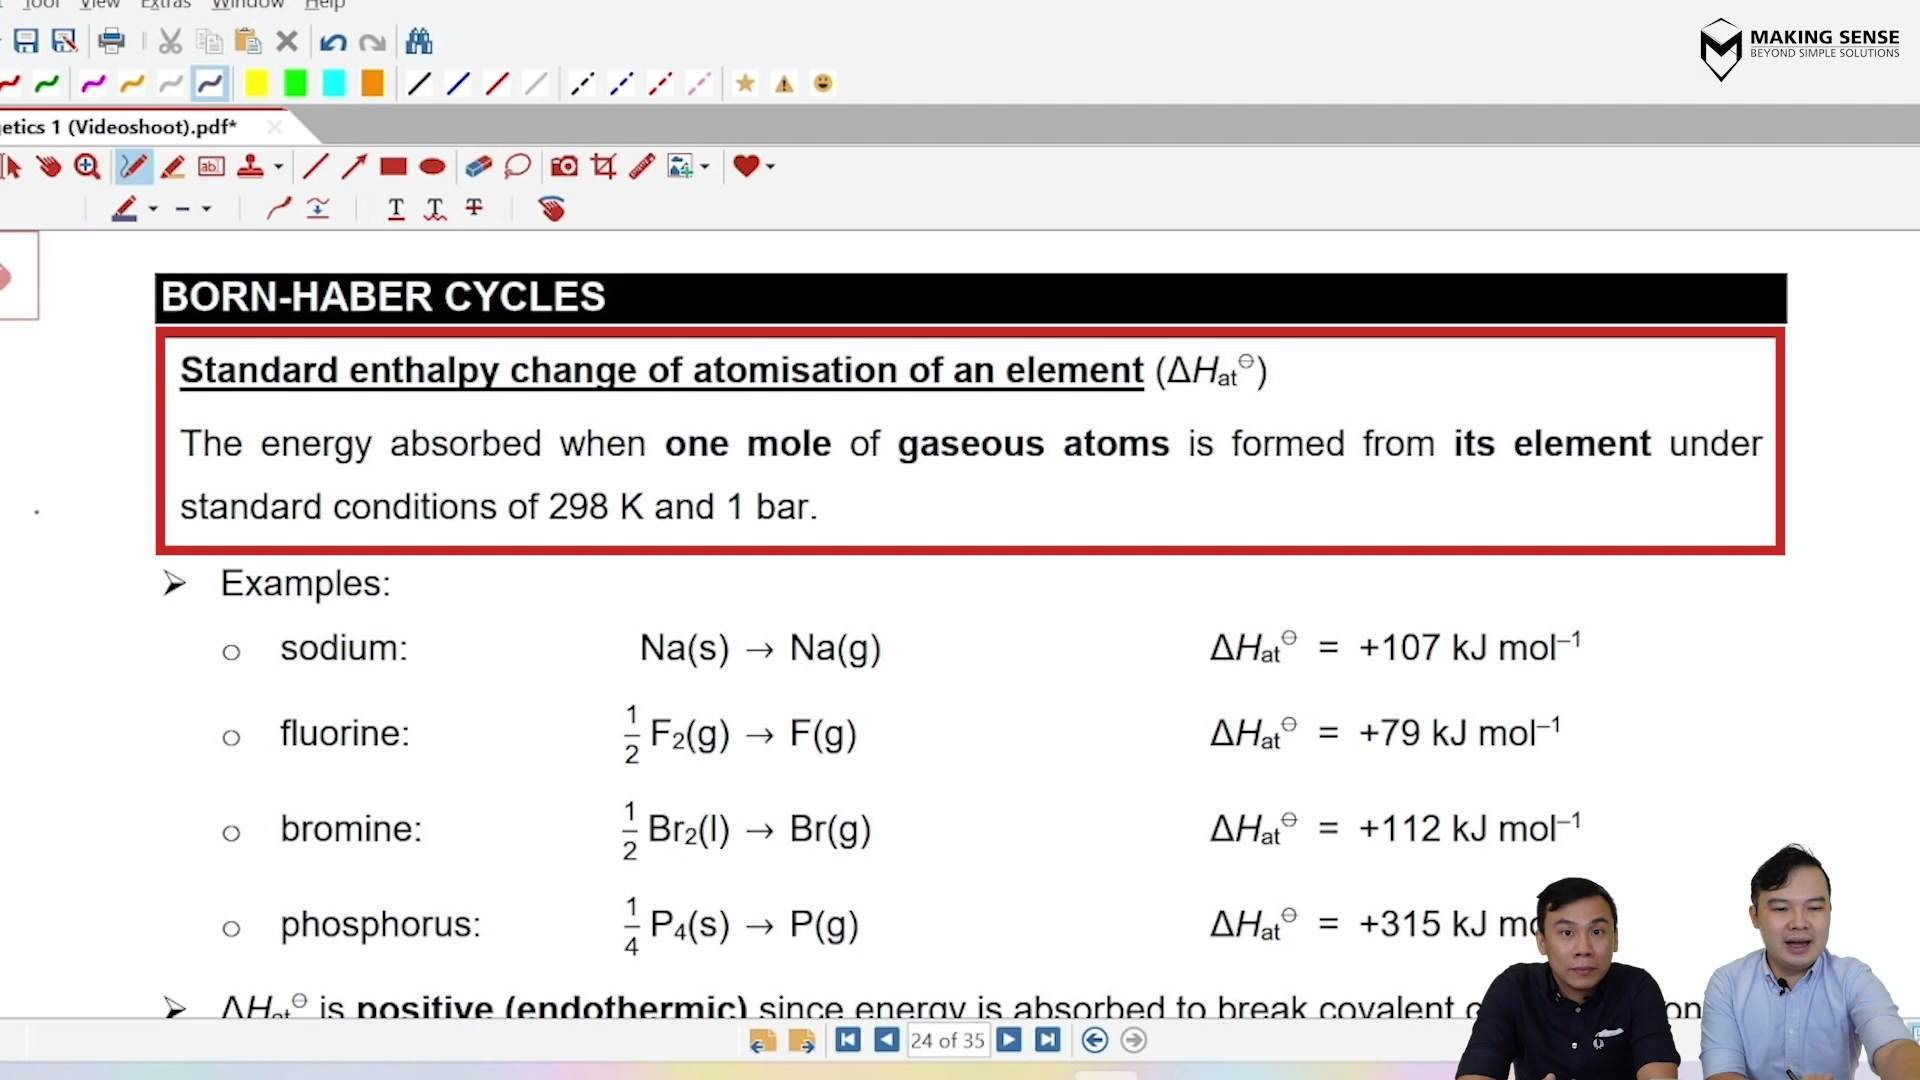 Tool View Extras Window Help
MAKING SENSE
BEYOND SIMPLE SOLUTIONS
etics 1 (Videoshoot).pdf*
BORN-HABER CYCLES
Standard enthalpy change of atomisation of an element (ΔHat⦵)
The energy absorbed when one mole of gaseous atoms is formed from its element under
standard conditions of 298 K and 1 bar.
➢ Examples:
○ sodium: Na(s) → Na(g) ΔHat⦵ = +107 kJ mol⁻¹
○ fluorine: 1/2 F₂(g) → F(g) ΔHat⦵ = +79 kJ mol⁻¹
○ bromine: 1/2 Br₂(l) → Br(g) ΔHat⦵ = +112 kJ mol⁻¹
○ phosphorus: 1/4 P₄(s) → P(g) ΔHat⦵ = +315 kJ
➢ ΔHat⦵ is positive (endothermic) since energy is absorbed to break covalent
24 of 35